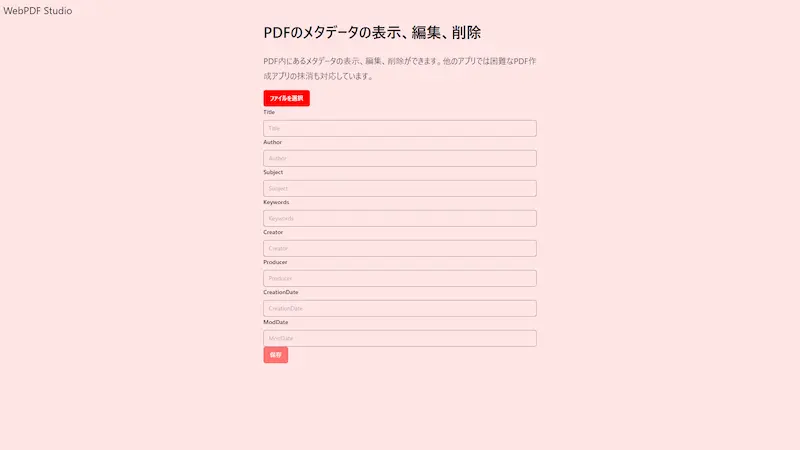 WebPDF Studio
PDFのメタデータの表示、編集、削除
PDF内にあるメタデータの表示、編集、削除ができます。他のアプリでは困難なPDF作
成アプリの抹消も対応しています。
ファイルを選択
Title
Title
Author
Author
Subject
Subject
Keywords
Keywords
Creator
Creator
Producer
Producer
CreationDate
CreationDate
ModDate
ModDate
保存